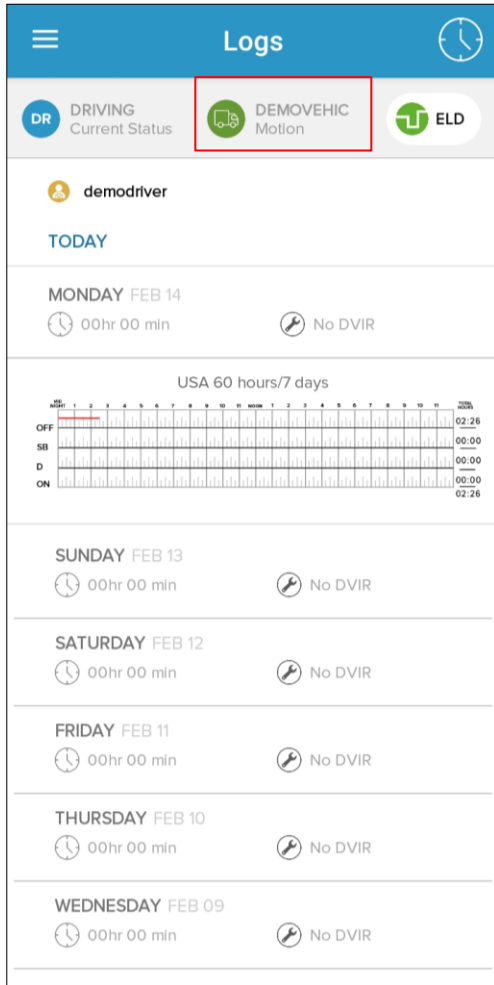 Logs
DR DRIVING DEMOVEHIC ELD
Current Status Motion
demodriver
TODAY
MONDAY FEB 14
00hr 00 min No DVIR
USA 60 hours/7 days
MID NIGHT 1 2 3 4 5 6 7 8 9 10 11 NOON 1 2 3 4 5 6 7 8 9 10 11 TOTAL HOURS
OFF 02:26
SB 00:00
D 00:00
ON 00:00
02:26
SUNDAY FEB 13
00hr 00 min No DVIR
SATURDAY FEB 12
00hr 00 min No DVIR
FRIDAY FEB 11
00hr 00 min No DVIR
THURSDAY FEB 10
00hr 00 min No DVIR
WEDNESDAY FEB 09
00hr 00 min No DVIR